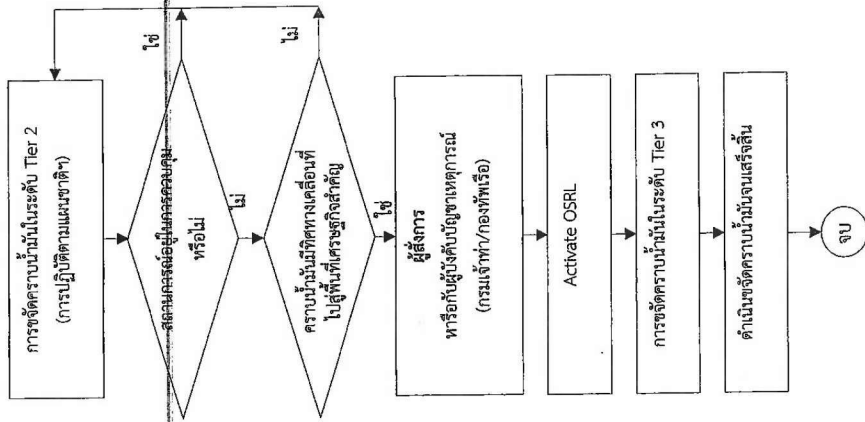 การขจัดคราบน้ำมันในระดับ Tier 2
(การปฏิบัติตามแผนชาติฯ)
ใช่
สถานการณ์อยู่ในการควบคุม
หรือไม่
ไม่
ไม่
คราบน้ำมันมีทิศทางเคลื่อนที่
ไปสู่พื้นที่เศรษฐกิจสำคัญ
ใช่
ผู้สั่งการ
หารือกับผู้บังคับบัญชาเหตุการณ์
(กรมเจ้าท่า/กองทัพเรือ)
Activate OSRL
การขจัดคราบน้ำมันในระดับ Tier 3
ดำเนินขจัดคราบน้ำมันจนเสร็จสิ้น
จบ